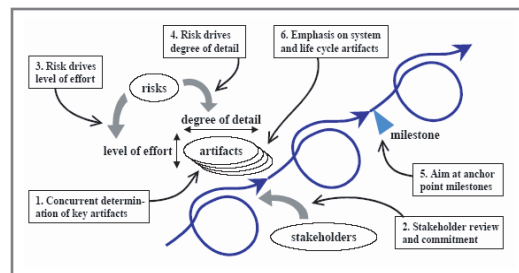 4. Risk drives
degree of detail
6. Emphasis on system
and life cycle artifacts
3. Risk drives
level of effort
risks
degree of detail
level of effort
artifacts
milestone
5. Aim at anchor
point milestones
1. Concurrent determin-
ation of key artifacts
stakeholders
2. Stakeholder review
and commitment